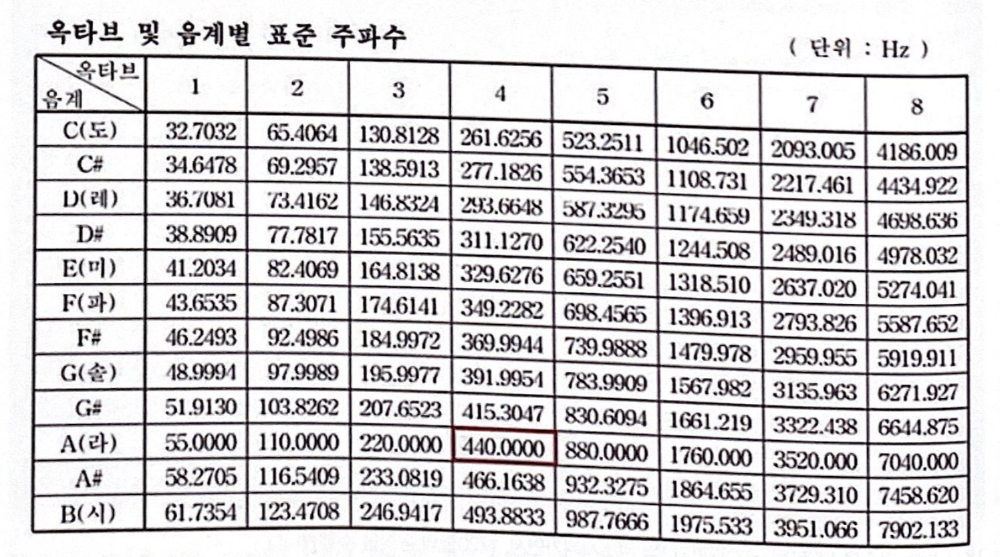 옥타브 및 음계별 표준 주파수
( 단위 : Hz )
옥타브
음계 1 2 3 4 5 6 7 8
C(도) 32.7032 65.4064 130.8128 261.6256 523.2511 1046.502 2093.005 4186.009
C# 34.6478 69.2957 138.5913 277.1826 554.3653 1108.731 2217.461 4434.922
D(레) 36.7081 73.4162 146.8324 293.6648 587.3295 1174.659 2349.318 4698.636
D# 38.8909 77.7817 155.5635 311.1270 622.2540 1244.508 2489.016 4978.032
E(미) 41.2034 82.4069 164.8138 329.6276 659.2551 1318.510 2637.020 5274.041
F(파) 43.6535 87.3071 174.6141 349.2282 698.4565 1396.913 2793.826 5587.652
F# 46.2493 92.4986 184.9972 369.9944 739.9888 1479.978 2959.955 5919.911
G(솔) 48.9994 97.9989 195.9977 391.9954 783.9909 1567.982 3135.963 6271.927
G# 51.9130 103.8262 207.6523 415.3047 830.6094 1661.219 3322.438 6644.875
A(라) 55.0000 110.0000 220.0000 440.0000 880.0000 1760.000 3520.000 7040.000
A# 58.2705 116.5409 233.0819 466.1638 932.3275 1864.655 3729.310 7458.620
B(시) 61.7354 123.4708 246.9417 493.8833 987.7666 1975.533 3951.066 7902.133